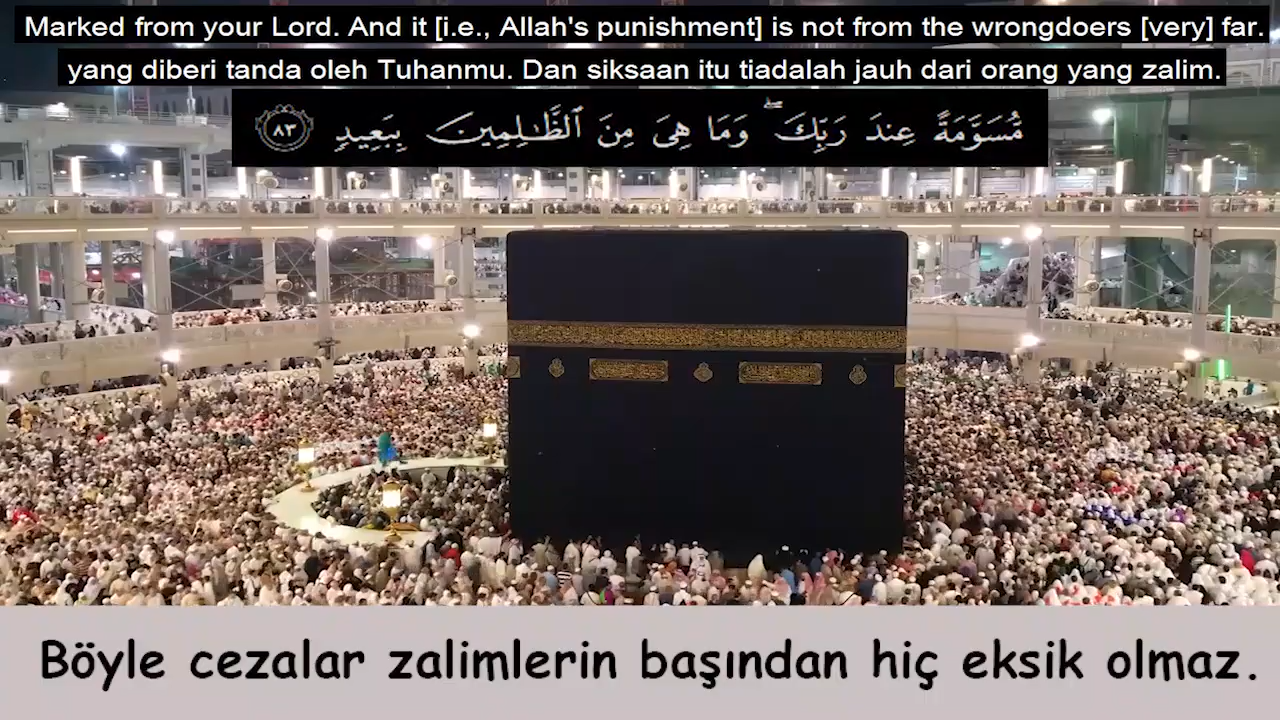 Marked from your Lord. And it [i.e., Allah's punishment] is not from the wrongdoers [very] far.
yang diberi tanda oleh Tuhanmu. Dan siksaan itu tiadalah jauh dari orang yang zalim.
مُّسَوَّمَةً عِندَ رَبِّكَ ۖ وَمَا هِىَ مِنَ ٱلظَّـٰلِمِينَ بِبَعِيدٍ ٨٣
Böyle cezalar zalimlerin başından hiç eksik olmaz.